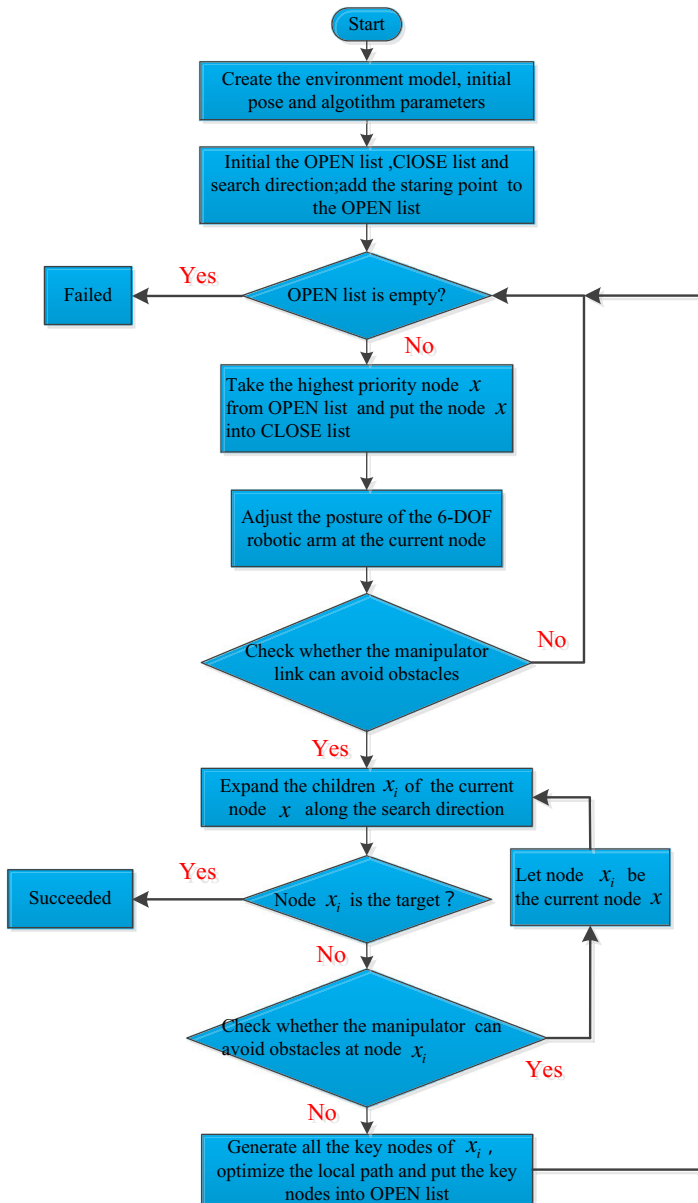 Start
Create the environment model, initial
pose and algotithm parameters
Initial the OPEN list ,ClOSE list and
search direction;add the staring point to
the OPEN list
Yes
Failed
OPEN list is empty?
No
Take the highest priority node x
from OPEN list and put the node x
into CLOSE list
Adjust the posture of the 6-DOF
robotic arm at the current node
Check whether the manipulator
link can avoid obstacles
No
Yes
Expand the children x_i of the current
node x along the search direction
Yes
Succeeded
Node x_i is the target ?
Let node x_i be
the current node x
No
Check whether the manipulator can
avoid obstacles at node x_i
Yes
No
Generate all the key nodes of x_i ,
optimize the local path and put the key
nodes into OPEN list